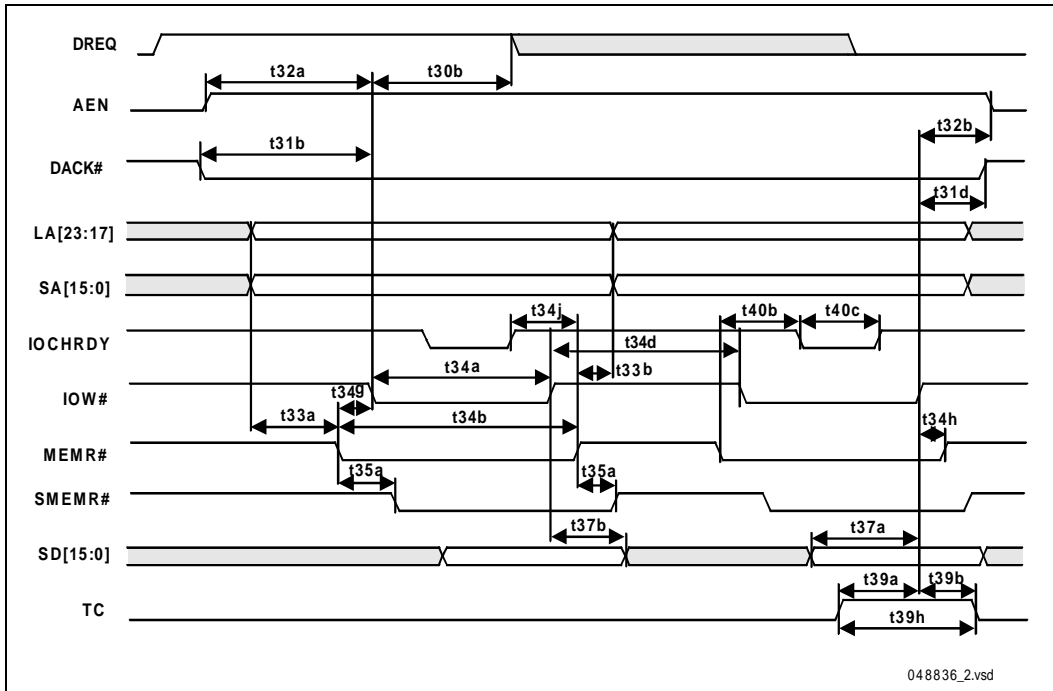 DREQ
t32a
t30b
AEN
t32b
t31b
DACK#
t31d
LA[23:17]
SA[15:0]
t34j
t40b
t40c
IOCHRDY
t34d
t34a
t33b
IOW#
t34g
t33a
t34b
t34h
MEMR#
t35a
t35a
SMEMR#
t37b
t37a
SD[15:0]
t39a
t39b
TC
t39h
048836_2.vsd